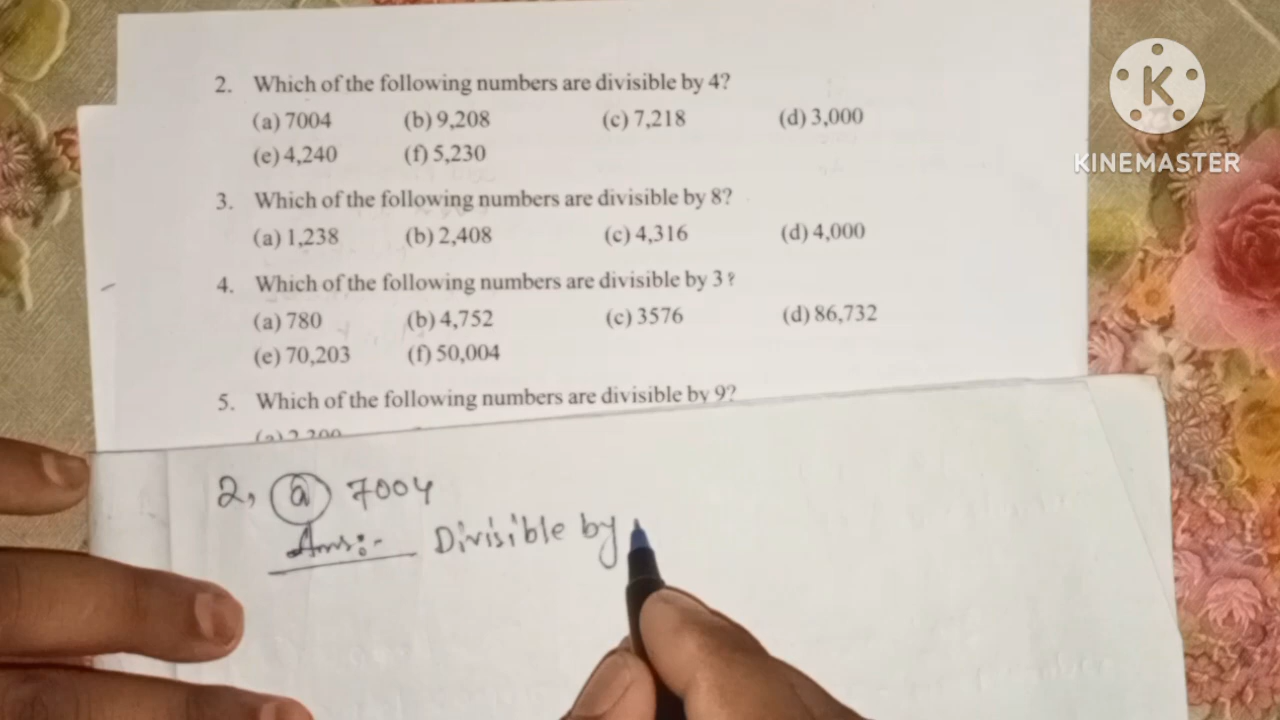 2. Which of the following numbers are divisible by 4?
(a) 7004 (b) 9,208 (c) 7,218 (d) 3,000
(e) 4,240 (f) 5,230
3. Which of the following numbers are divisible by 8?
(a) 1,238 (b) 2,408 (c) 4,316 (d) 4,000
4. Which of the following numbers are divisible by 3?
(a) 780 (b) 4,752 (c) 3576 (d) 86,732
(e) 70,203 (f) 50,004
5. Which of the following numbers are divisible by 9?
2, (a) 7004
Ans:- Divisible by
K
KINEMASTER